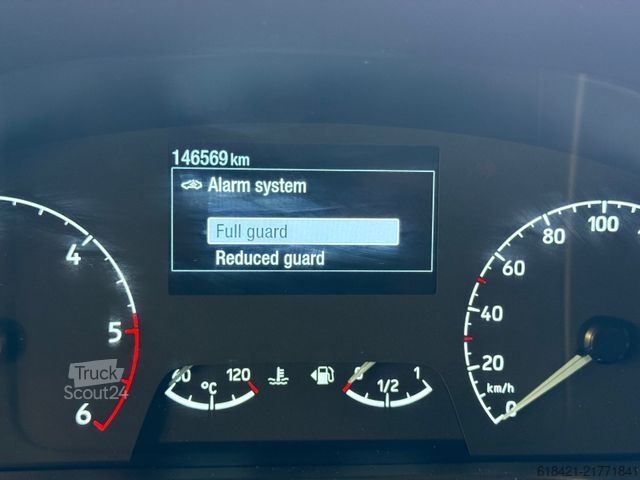 146569 km
Alarm system
Full guard
Reduced guard
4
5
6
60 120
°C
0 1
1/2
100
80
60
40
20
km/h
0
Truck
Scout24
618421-21771841